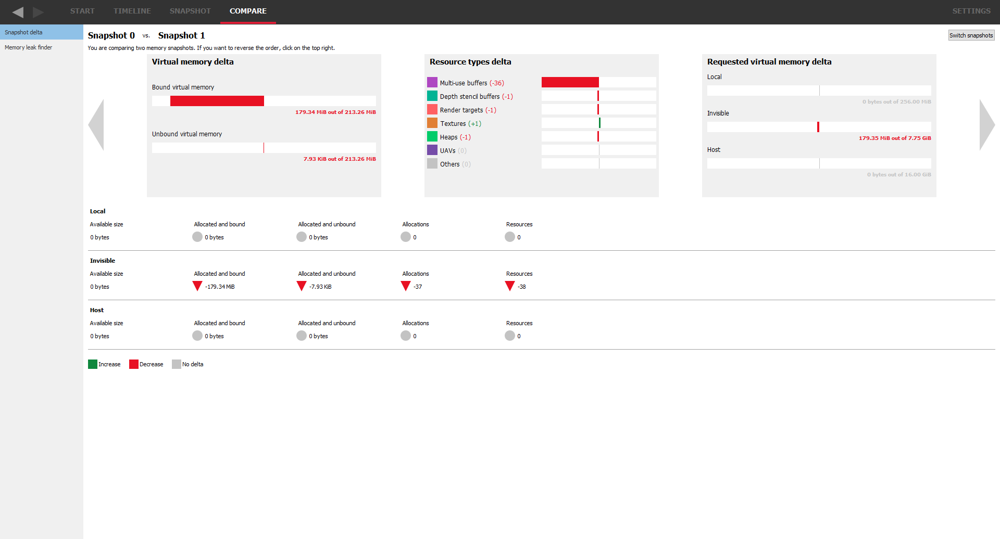 START TIMELINE SNAPSHOT COMPARE SETTINGS
Snapshot delta
Memory leak finder
Snapshot 0 vs. Snapshot 1
Switch snapshots
You are comparing two memory snapshots. If you want to reverse the order, click on the top right.
Virtual memory delta
Bound virtual memory
179.34 MiB out of 213.26 MiB
Unbound virtual memory
7.93 KiB out of 213.26 MiB
Resource types delta
Multi-use buffers (-36)
Depth stencil buffers (-1)
Render targets (-1)
Textures (+1)
Heaps (-1)
UAVs (0)
Others (0)
Requested virtual memory delta
Local
0 bytes out of 256.00 MiB
Invisible
179.35 MiB out of 7.75 GiB
Host
0 bytes out of 16.00 GiB
Local
Available size Allocated and bound Allocated and unbound Allocations Resources
0 bytes 0 bytes 0 bytes 0 0
Invisible
Available size Allocated and bound Allocated and unbound Allocations Resources
0 bytes -179.34 MiB -7.93 KiB -37 -38
Host
Available size Allocated and bound Allocated and unbound Allocations Resources
0 bytes 0 bytes 0 bytes 0 0
Increase Decrease No delta